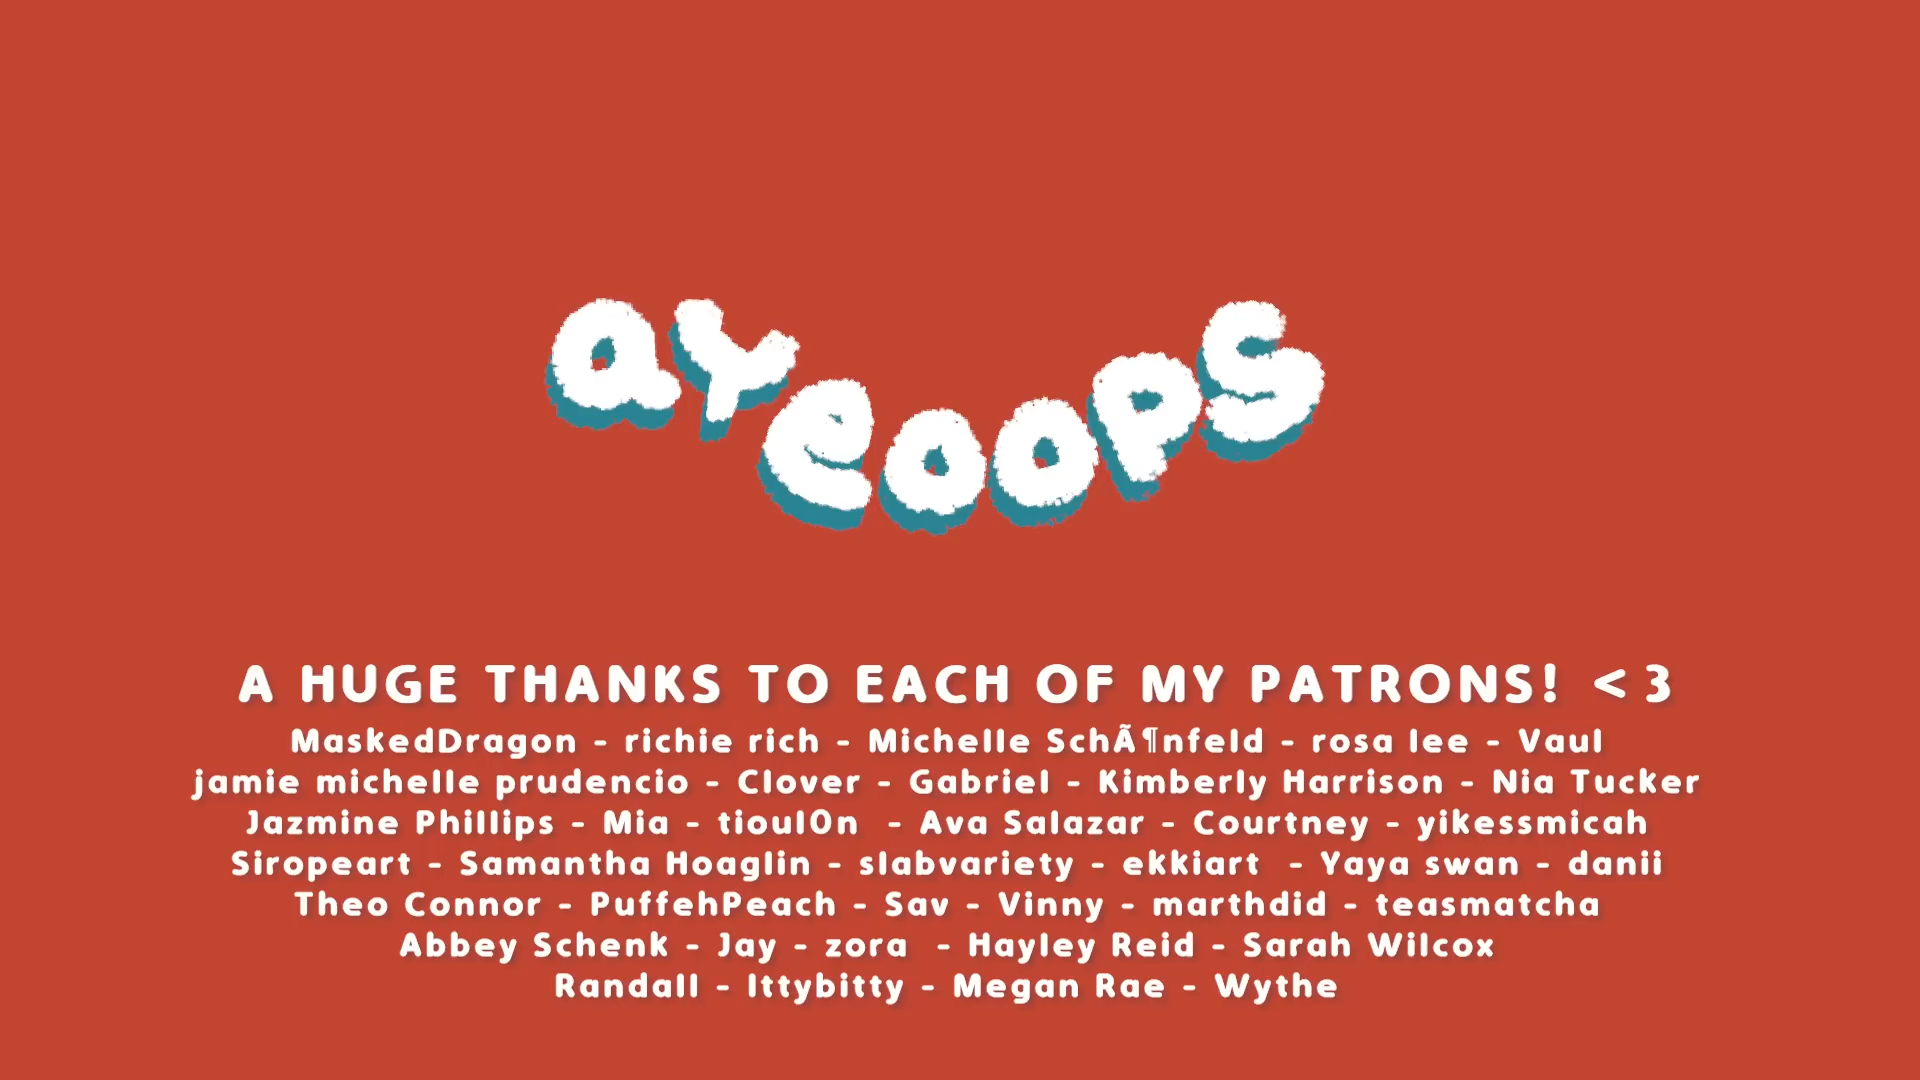 ayeoops
A HUGE THANKS TO EACH OF MY PATRONS! <3
MaskedDragon - richie rich - Michelle SchÃ¶nfeld - rosa lee - Vaul
jamie michelle prudencio - Clover - Gabriel - Kimberly Harrison - Nia Tucker
Jazmine Phillips - Mia - tioul0n - Ava Salazar - Courtney - yikessmicah
Siropeart - Samantha Hoaglin - slabvariety - ekkiart - Yaya swan - danii
Theo Connor - PuffehPeach - Sav - Vinny - marthdid - teasmatcha
Abbey Schenk - Jay - zora - Hayley Reid - Sarah Wilcox
Randall - Ittybitty - Megan Rae - Wythe